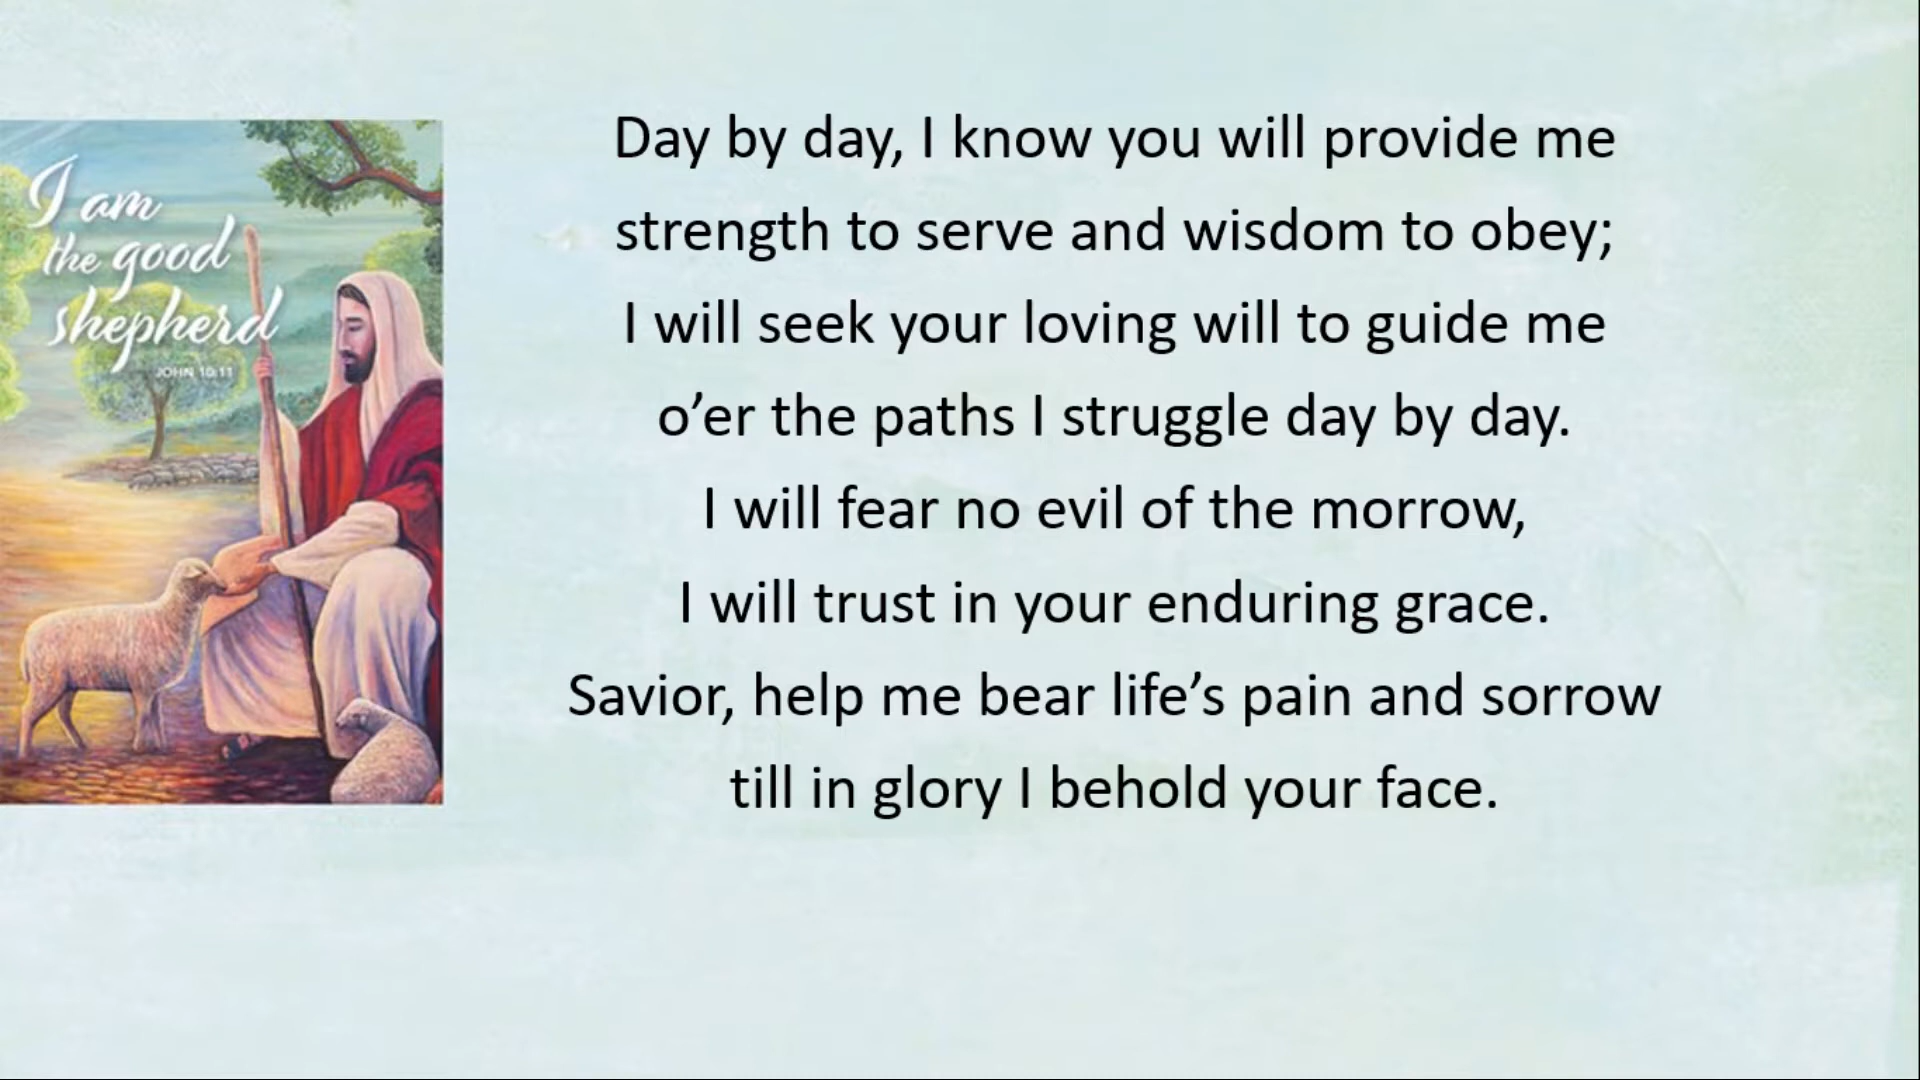 I am
the good
shepherd
JOHN 10:11
Day by day, I know you will provide me
strength to serve and wisdom to obey;
I will seek your loving will to guide me
o’er the paths I struggle day by day.
I will fear no evil of the morrow,
I will trust in your enduring grace.
Savior, help me bear life’s pain and sorrow
till in glory I behold your face.